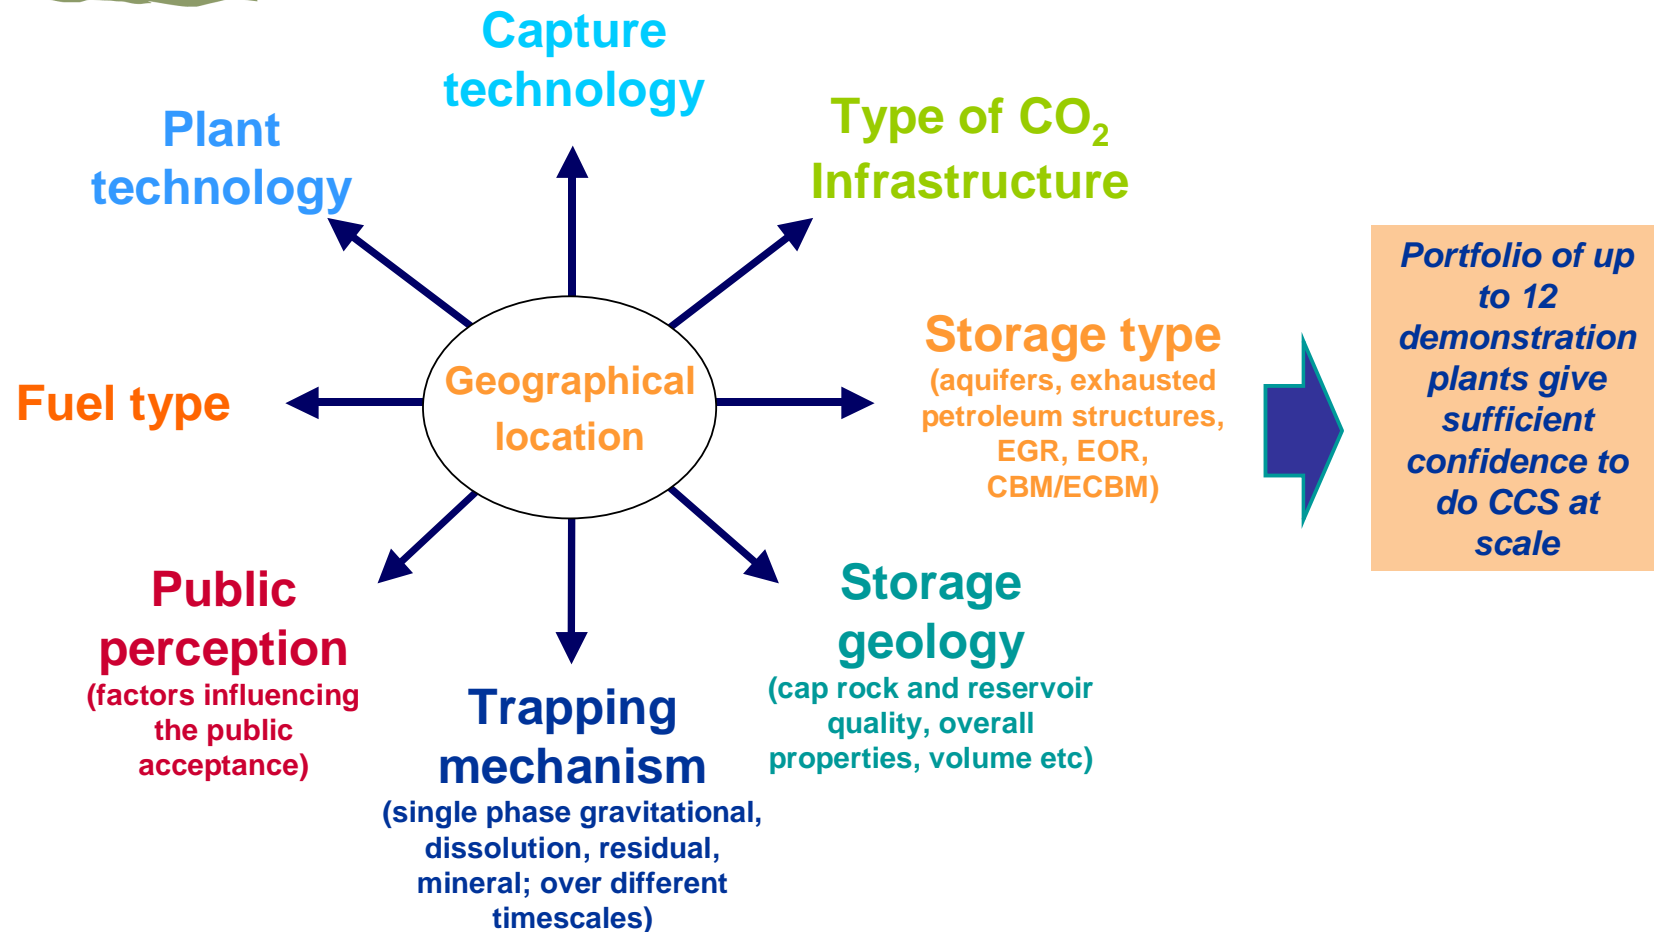 Capture
technology
Plant
technology
Type of CO₂
Infrastructure
Geographical
location
Fuel type
Storage type
(aquifers, exhausted
petroleum structures,
EGR, EOR,
CBM/ECBM)
Portfolio of up
to 12
demonstration
plants give
sufficient
confidence to
do CCS at
scale
Public
perception
(factors influencing
the public
acceptance)
Trapping
mechanism
(single phase gravitational,
dissolution, residual,
mineral; over different
timescales)
Storage
geology
(cap rock and reservoir
quality, overall
properties, volume etc)